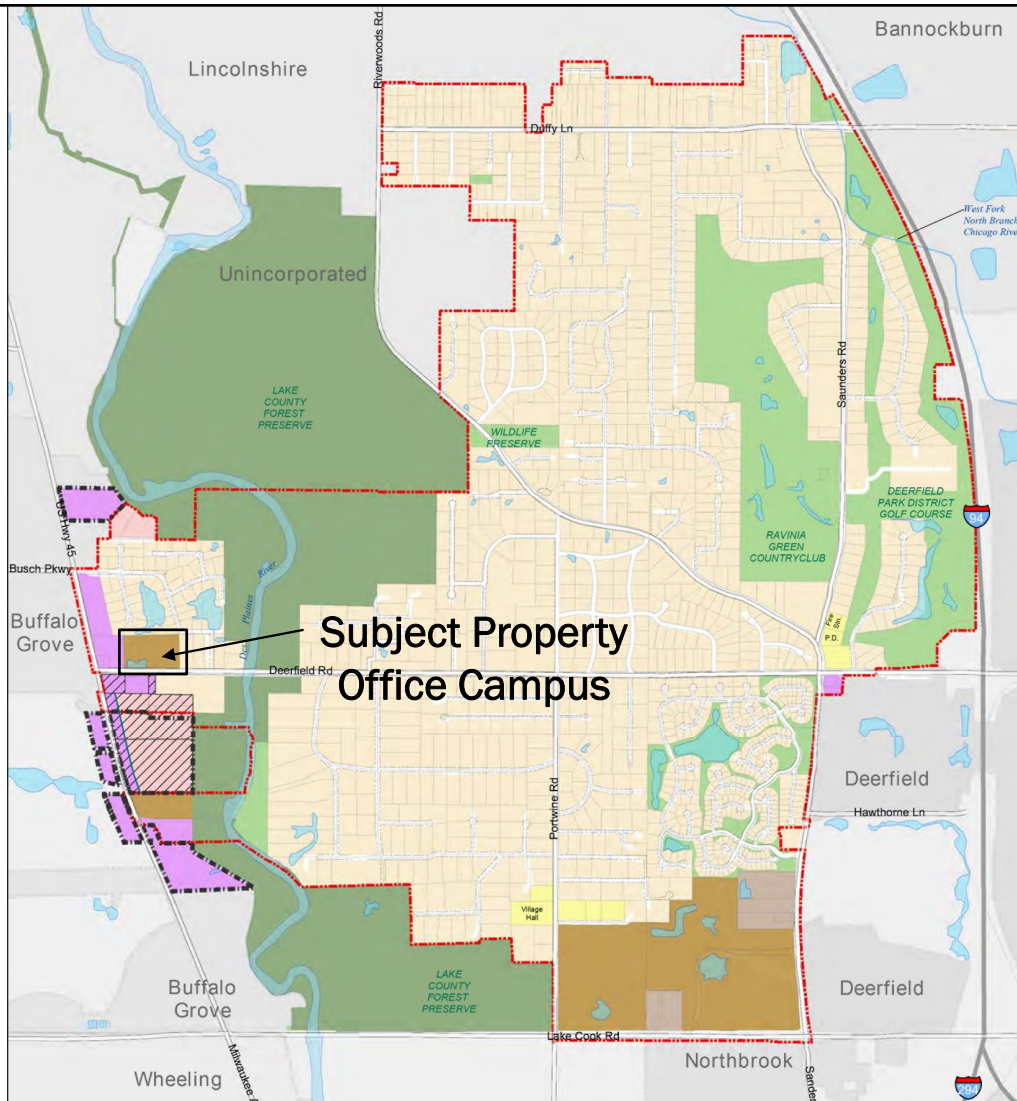 Bannockburn
Lincolnshire
Riverwoods Rd
Duffy Ln
West Fork
North Branch
Chicago Rive
Unincorporated
Saunders Rd
LAKE
COUNTY
FOREST
PRESERVE
WILDLIFE
PRESERVE
DEERFIELD
PARK DISTRICT
GOLF COURSE
94
RAVINIA
GREEN
COUNTRYCLUB
US Hwy 45
Busch Pkwy
Des Plaines River
Buffalo
Grove
Fire
Stn.
P.D.
Subject Property
Office Campus
Deerfield Rd
Portwine Rd
Deerfield
Hawthorne Ln
Village
Hall
LAKE
COUNTY
FOREST
PRESERVE
Buffalo
Grove
Deerfield
Lake Cook Rd
Northbrook
Wheeling
Milwaukee A
Sander
294